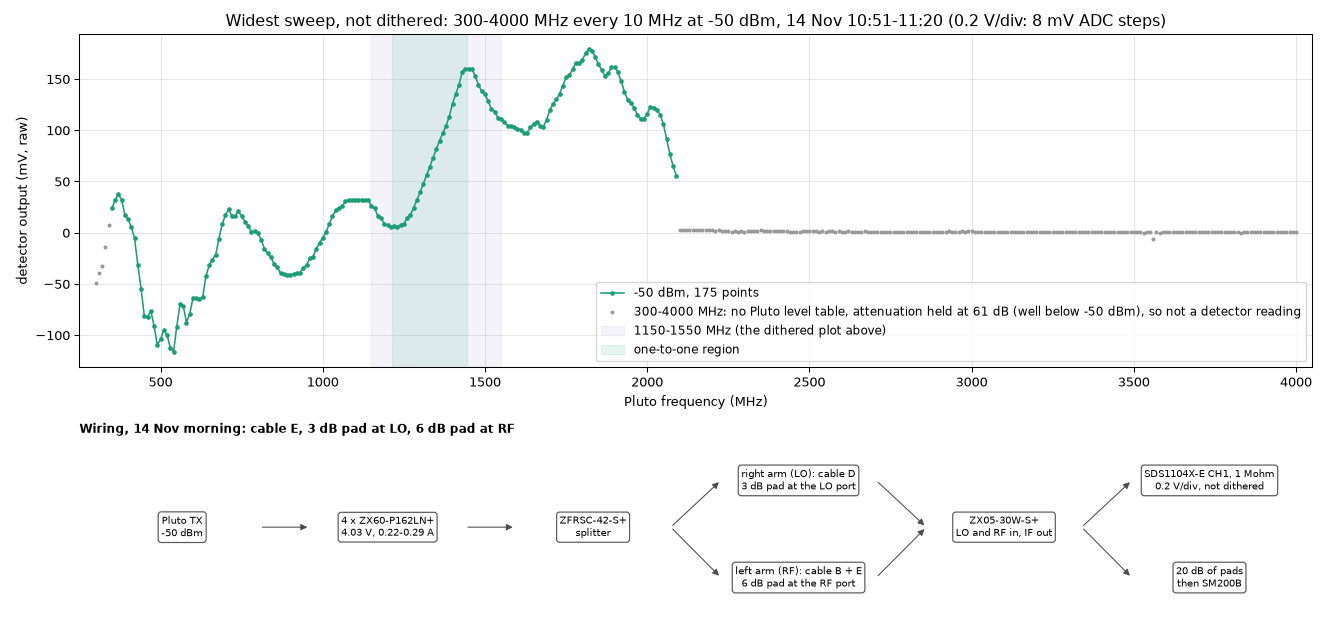 Widest sweep, not dithered: 300-4000 MHz every 10 MHz at -50 dBm, 14 Nov 10:51-11:20 (0.2 V/div: 8 mV ADC steps)
detector output (mV, raw)
150
100
50
0
−50
−100
-50 dBm, 175 points
300-4000 MHz: no Pluto level table, attenuation held at 61 dB (well below -50 dBm), so not a detector reading
1150-1550 MHz (the dithered plot above)
one-to-one region
500
1000
1500
2000
2500
3000
3500
4000
Pluto frequency (MHz)
Wiring, 14 Nov morning: cable E, 3 dB pad at LO, 6 dB pad at RF
Pluto TX
-50 dBm
4 x ZX60-P162LN+
4.03 V, 0.22-0.29 A
ZFRSC-42-S+
splitter
right arm (LO): cable D
3 dB pad at the LO port
left arm (RF): cable B + E
6 dB pad at the RF port
ZX05-30W-S+
LO and RF in, IF out
SDS1104X-E CH1, 1 Mohm
0.2 V/div, not dithered
20 dB of pads
then SM200B